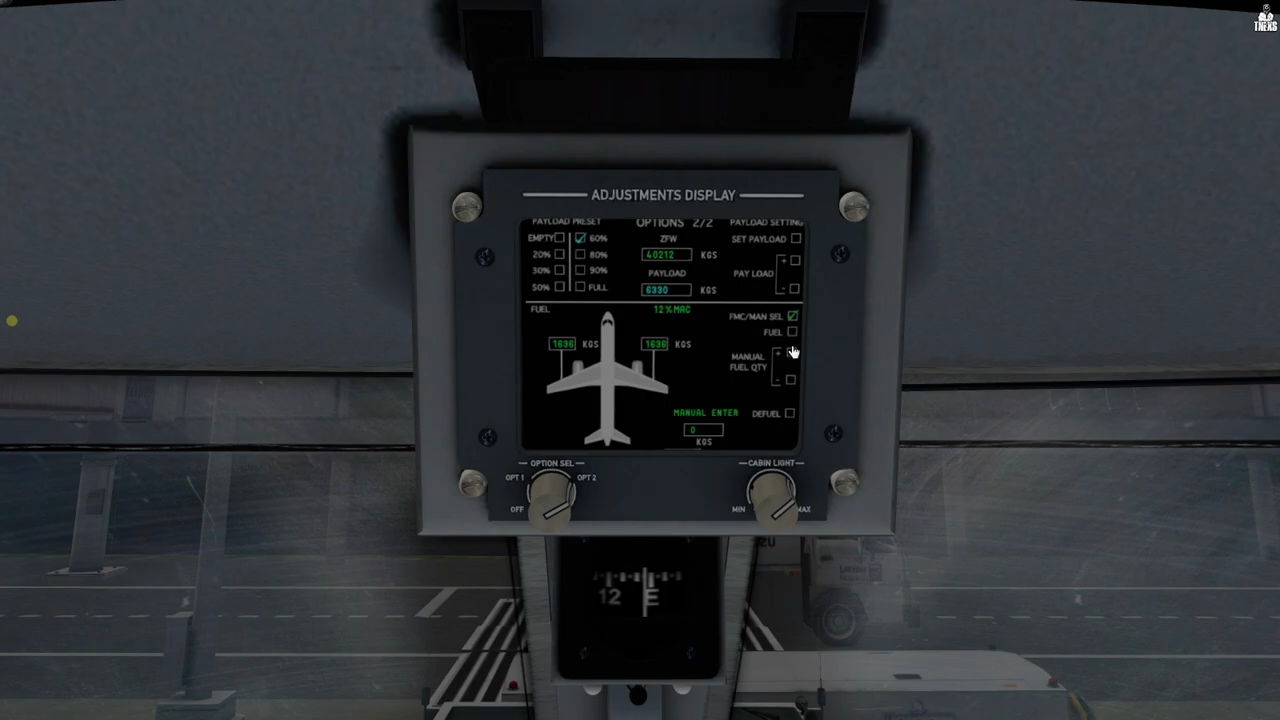 TNEXS
ADJUSTMENTS DISPLAY
PAYLOAD PRESET OPTIONS 2/2 PAYLOAD SETTING
EMPTY 60% ZFW SET PAYLOAD
20% 80% 40212 KGS
+
30% 90% PAYLOAD PAY LOAD
50% FULL 6330 KGS -
FUEL 12%MAC
FMC/MAN SEL
FUEL
1636 KGS 1636 KGS
MANUAL FUEL QTY + -
MANUAL ENTER DEFUEL
0
KGS
OPTION SEL CABIN LIGHT
OPT 1 OPT 2
OFF MIN MAX
12 E